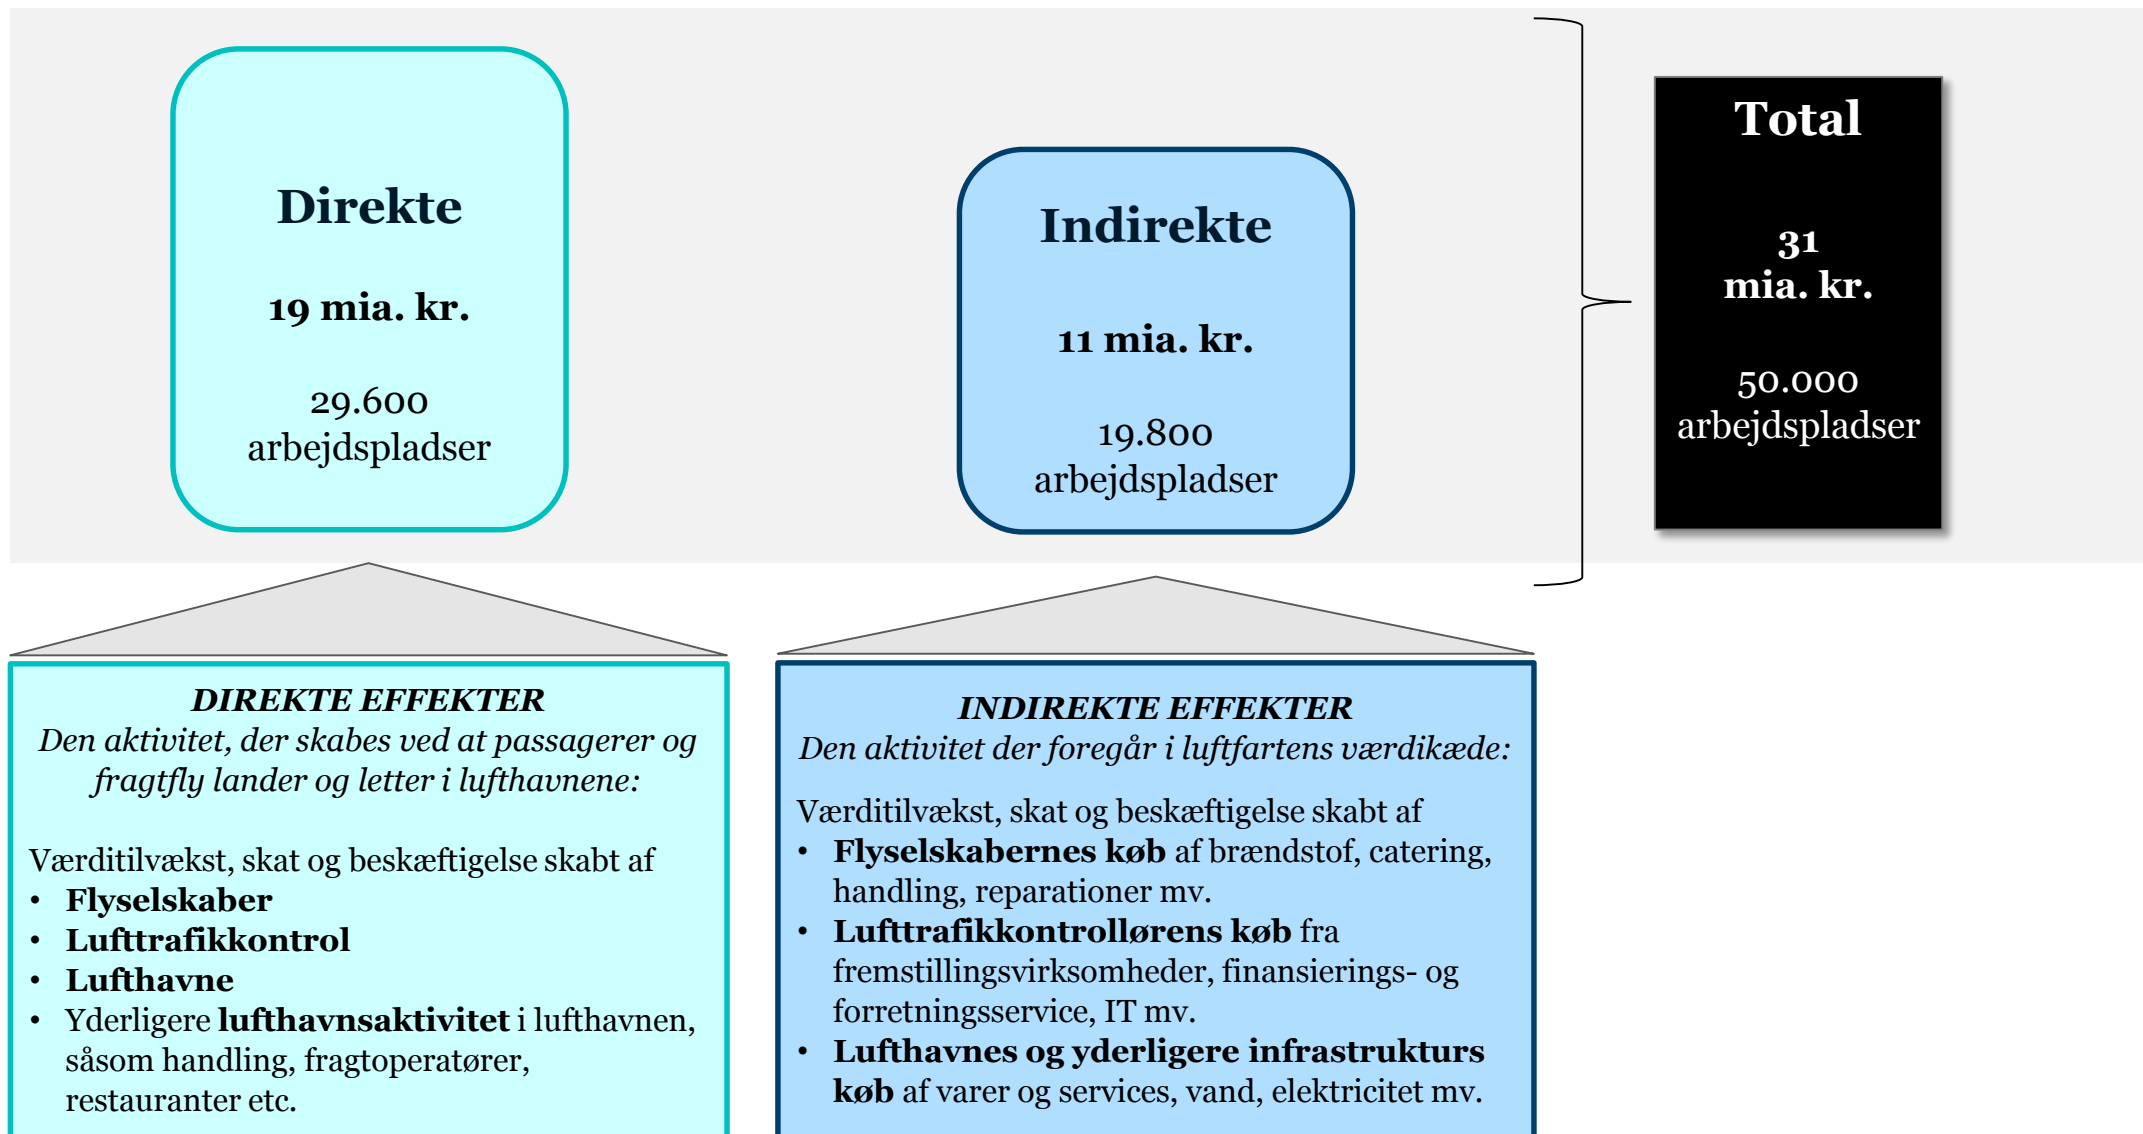 Direkte
19 mia. kr.
29.600
arbejdspladser
Indirekte
11 mia. kr.
19.800
arbejdspladser
Total
31
mia. kr.
50.000
arbejdspladser
DIREKTE EFFEKTER
Den aktivitet, der skabes ved at passagerer og
fragtfly lander og letter i lufthavnene:
Værditilvækst, skat og beskæftigelse skabt af
• Flyselskaber
• Lufttrafikkontrol
• Lufthavne
• Yderligere lufthavnsaktivitet i lufthavnen,
såsom handling, fragtoperatører,
restauranter etc.
INDIREKTE EFFEKTER
Den aktivitet der foregår i luftfartens værdikæde:
Værditilvækst, skat og beskæftigelse skabt af
• Flyselskabernes køb af brændstof, catering,
handling, reparationer mv.
• Lufttrafikkontrollørens køb fra
fremstillingsvirksomheder, finansierings- og
forretningsservice, IT mv.
• Lufthavnes og yderligere infrastrukturs
køb af varer og services, vand, elektricitet mv.